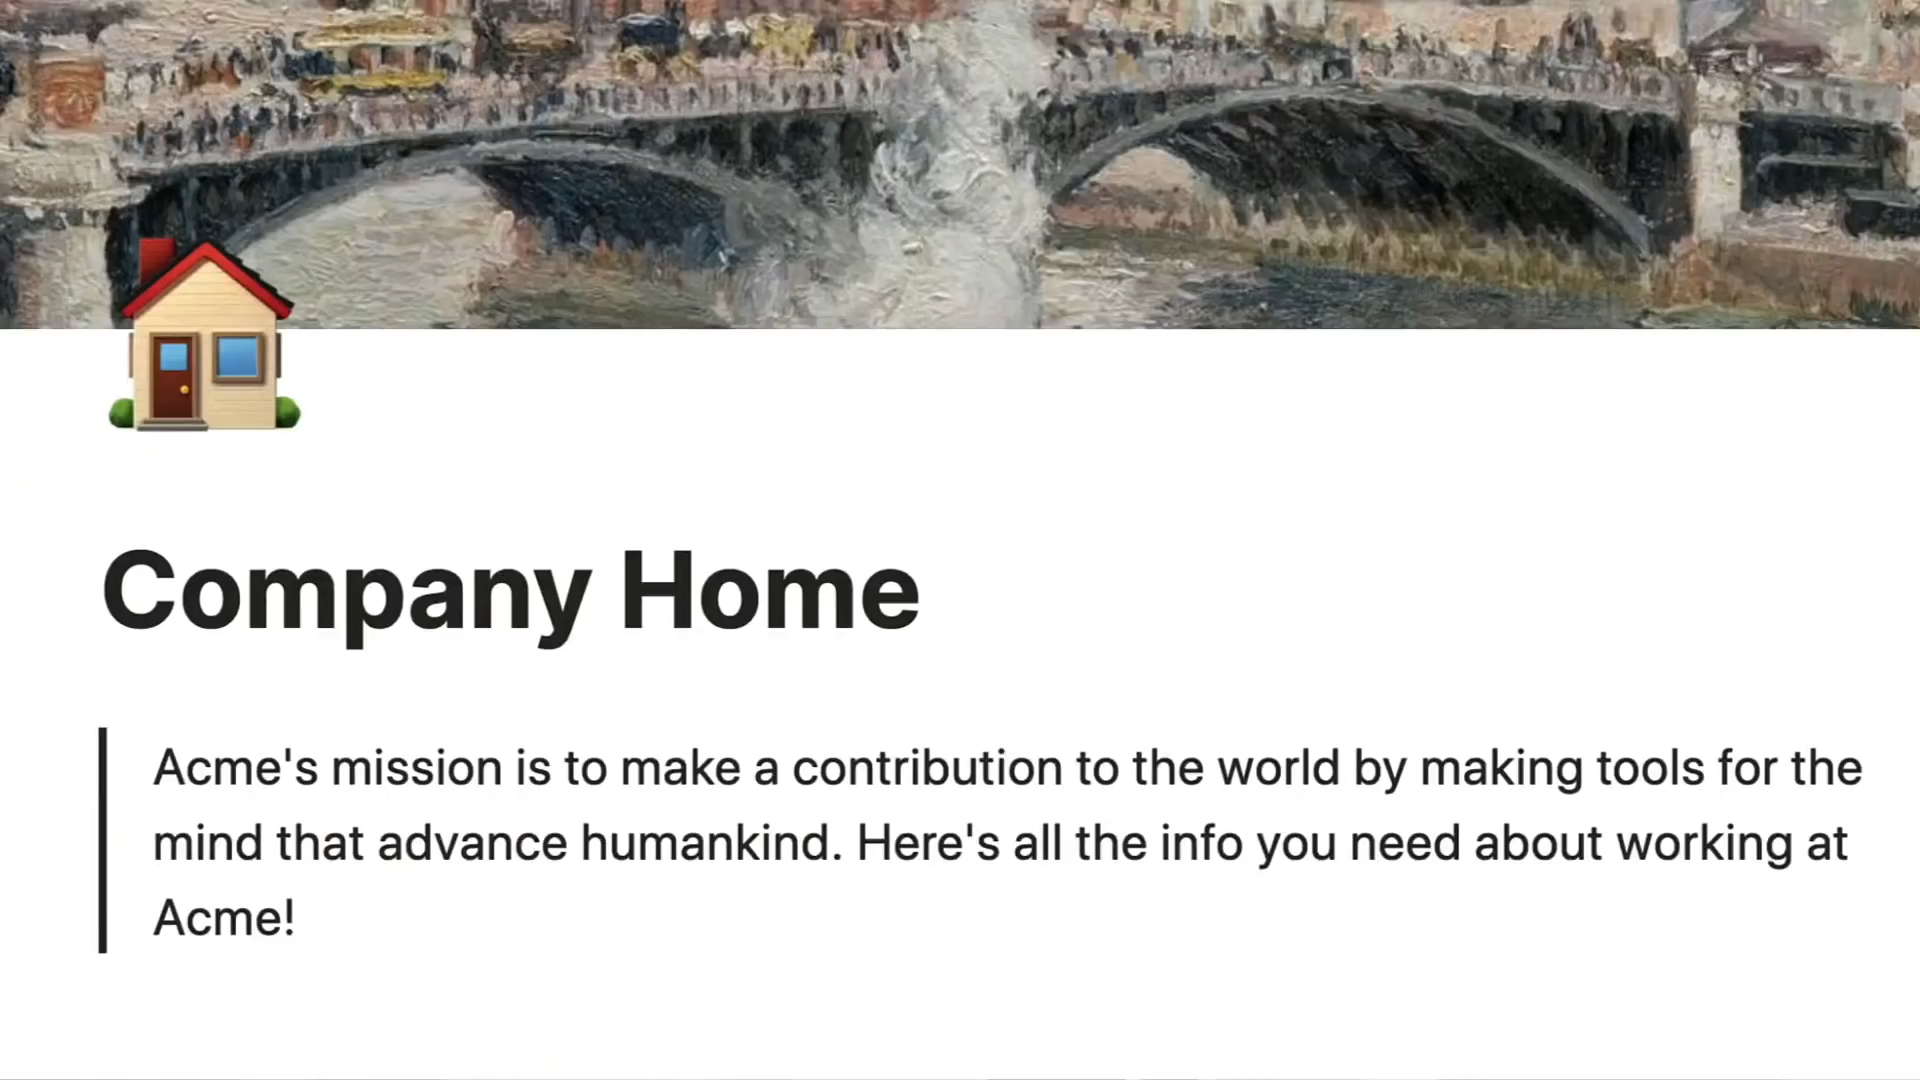 Company Home
Acme's mission is to make a contribution to the world by making tools for the
mind that advance humankind. Here's all the info you need about working at
Acme!